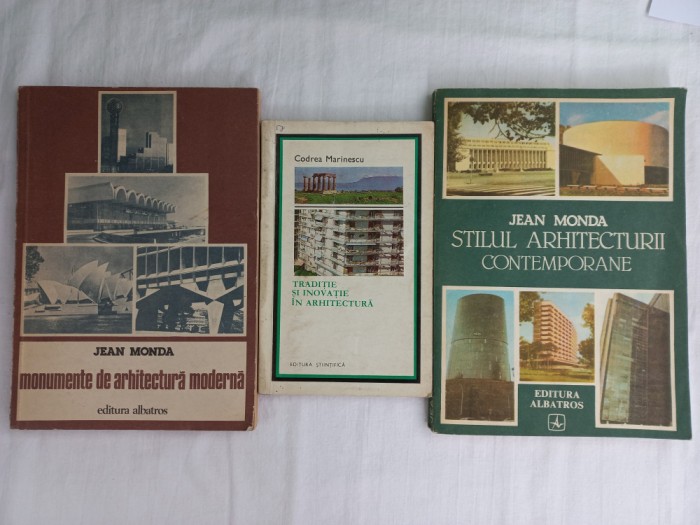 JEAN MONDA
monumente de arhitectură modernă
editura albatros
Codrea Marinescu
TRADIȚIE
ȘI INOVAȚIE
ÎN ARHITECTURĂ
EDITURA ȘTIINȚIFICĂ
JEAN MONDA
STILUL ARHITECTURII
CONTEMPORANE
EDITURA
ALBATROS